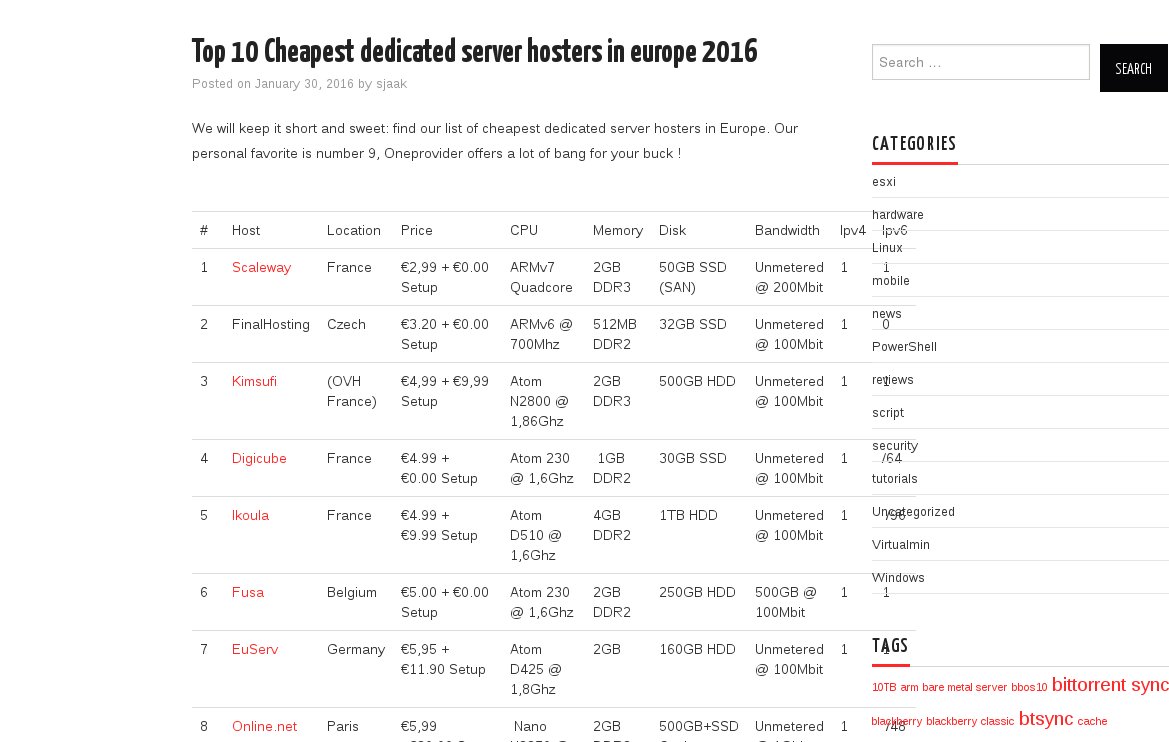 Top 10 Cheapest dedicated server hosters in europe 2016
Posted on January 30, 2016 by sjaak
We will keep it short and sweet: find our list of cheapest dedicated server hosters in Europe. Our
personal favorite is number 9, Oneprovider offers a lot of bang for your buck !
# Host Location Price CPU Memory Disk Bandwidth Ipv4 Ipv6
1 Scaleway France €2,99 + €0.00 ARMv7 2GB 50GB SSD Unmetered 1 1
Setup Quadcore DDR3 (SAN) @ 200Mbit
2 FinalHosting Czech €3.20 + €0.00 ARMv6 @ 512MB 32GB SSD Unmetered 1 0
Setup 700Mhz DDR2 @ 100Mbit
3 Kimsufi (OVH €4,99 + €9,99 Atom 2GB 500GB HDD Unmetered 1 1
France) Setup N2800 @ DDR3 @ 100Mbit
1,86Ghz
4 Digicube France €4.99 + Atom 230 1GB 30GB SSD Unmetered 1 /64
€0.00 Setup @ 1,6Ghz DDR2 @ 100Mbit
5 Ikoula France €4.99 + Atom 4GB 1TB HDD Unmetered 1 /96
€9.99 Setup D510 @ DDR2 @ 100Mbit
1,6Ghz
6 Fusa Belgium €5.00 + €0.00 Atom 230 2GB 250GB HDD 500GB @ 1 1
Setup @ 1,6Ghz DDR2 100Mbit
7 EuServ Germany €5,95 + Atom 2GB 160GB HDD Unmetered 1 1
€11.90 Setup D425 @ @ 100Mbit
1,8Ghz
8 Online.net Paris €5,99 Nano 2GB 500GB+SSD Unmetered 1 /48
Search …
SEARCH
CATEGORIES
esxi
hardware
Linux
mobile
news
PowerShell
reviews
script
security
tutorials
Uncategorized
Virtualmin
Windows
TAGS
10TB arm bare metal server bbos10 bittorrent sync
blackberry blackberry classic btsync cache